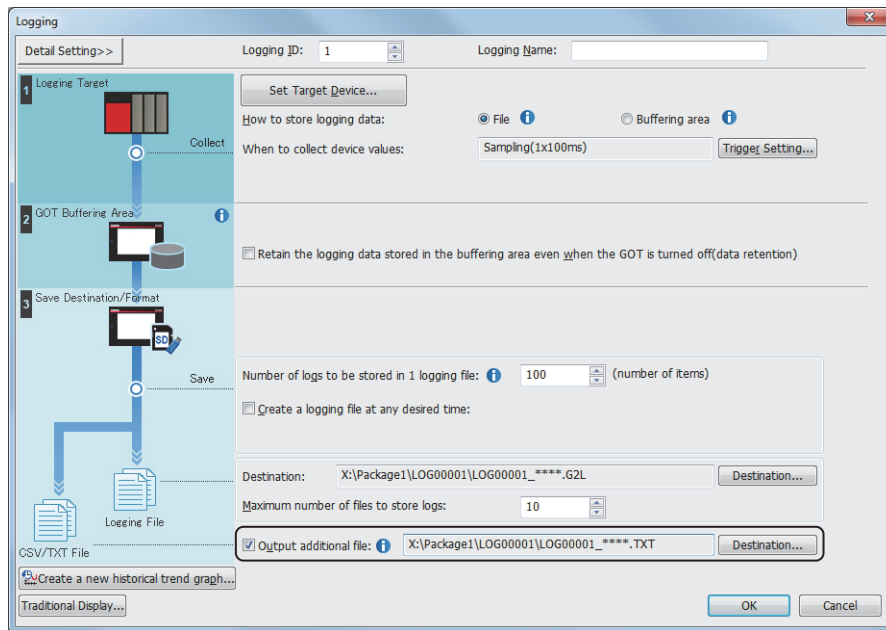 Logging
Detail Setting>>
Logging ID: 1
Logging Name:
1 Logging Target
Set Target Device...
How to store logging data: File Buffering area
Collect
When to collect device values: Sampling(1x100ms) Trigger Setting...
2 GOT Buffering Area
Retain the logging data stored in the buffering area even when the GOT is turned off(data retention)
3 Save Destination/Format
SD
Save
Number of logs to be stored in 1 logging file: 100 (number of items)
Create a logging file at any desired time:
Destination: X:\Package1\LOG00001\LOG00001_****.G2L Destination...
Maximum number of files to store logs: 10
Logging File
Output additional file: X:\Package1\LOG00001\LOG00001_****.TXT Destination...
CSV/TXT File
Create a new historical trend graph...
Traditional Display...
OK
Cancel